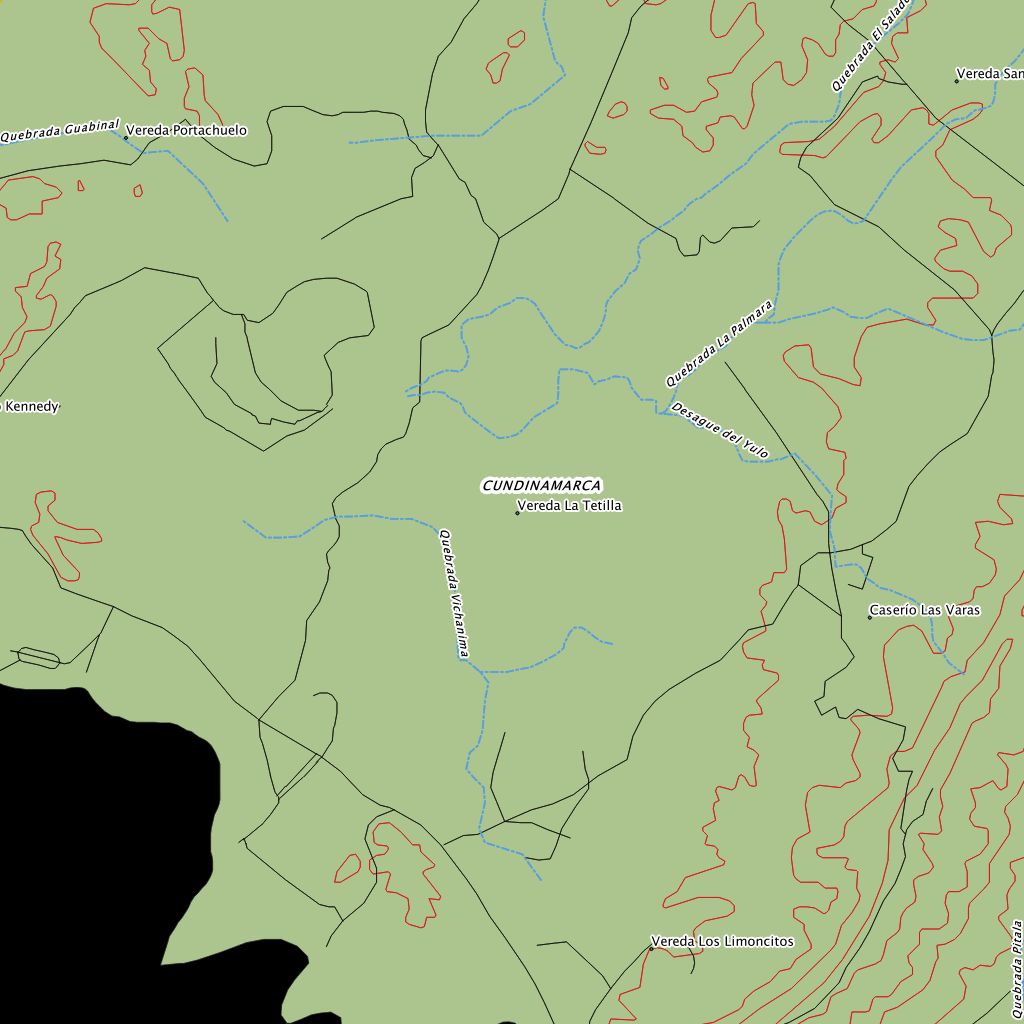 Quebrada El Salado
Vereda San
Quebrada Guabinal
Vereda Portachuelo
Quebrada La Palmara
Kennedy
Desague del Yulo
CUNDINAMARCA
Vereda La Tetilla
Quebrada Vichanima
Caserío Las Varas
Vereda Los Limoncitos
Quebrada Pitala